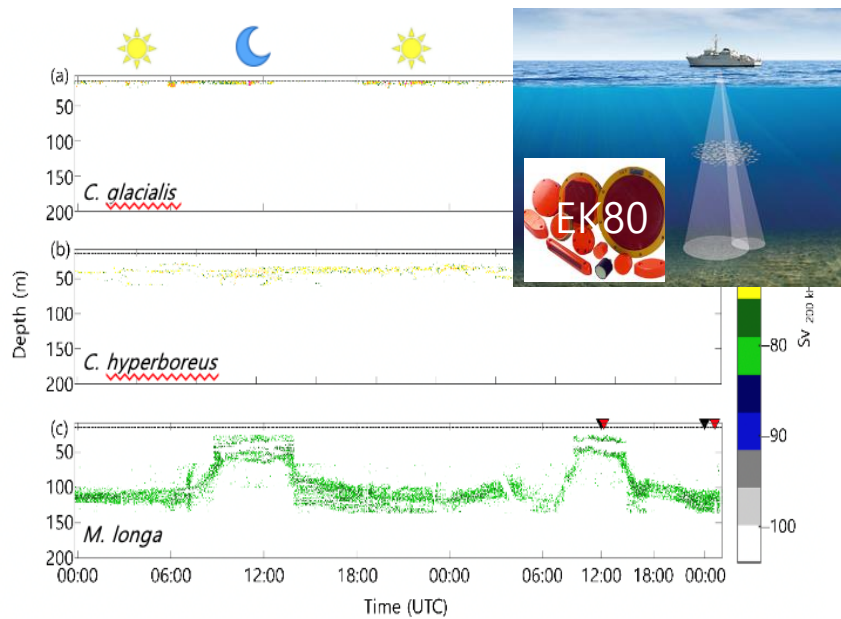 (a)
50
100
150
200
C. glacialis
EK80
(b)
50
100
150
200
C. hyperboreus
Depth (m)
Sv 200 kH
-80
-90
-100
(c)
50
100
150
200
M. longa
00:00 06:00 12:00 18:00 00:00 06:00 12:00 18:00 00:00
Time (UTC)